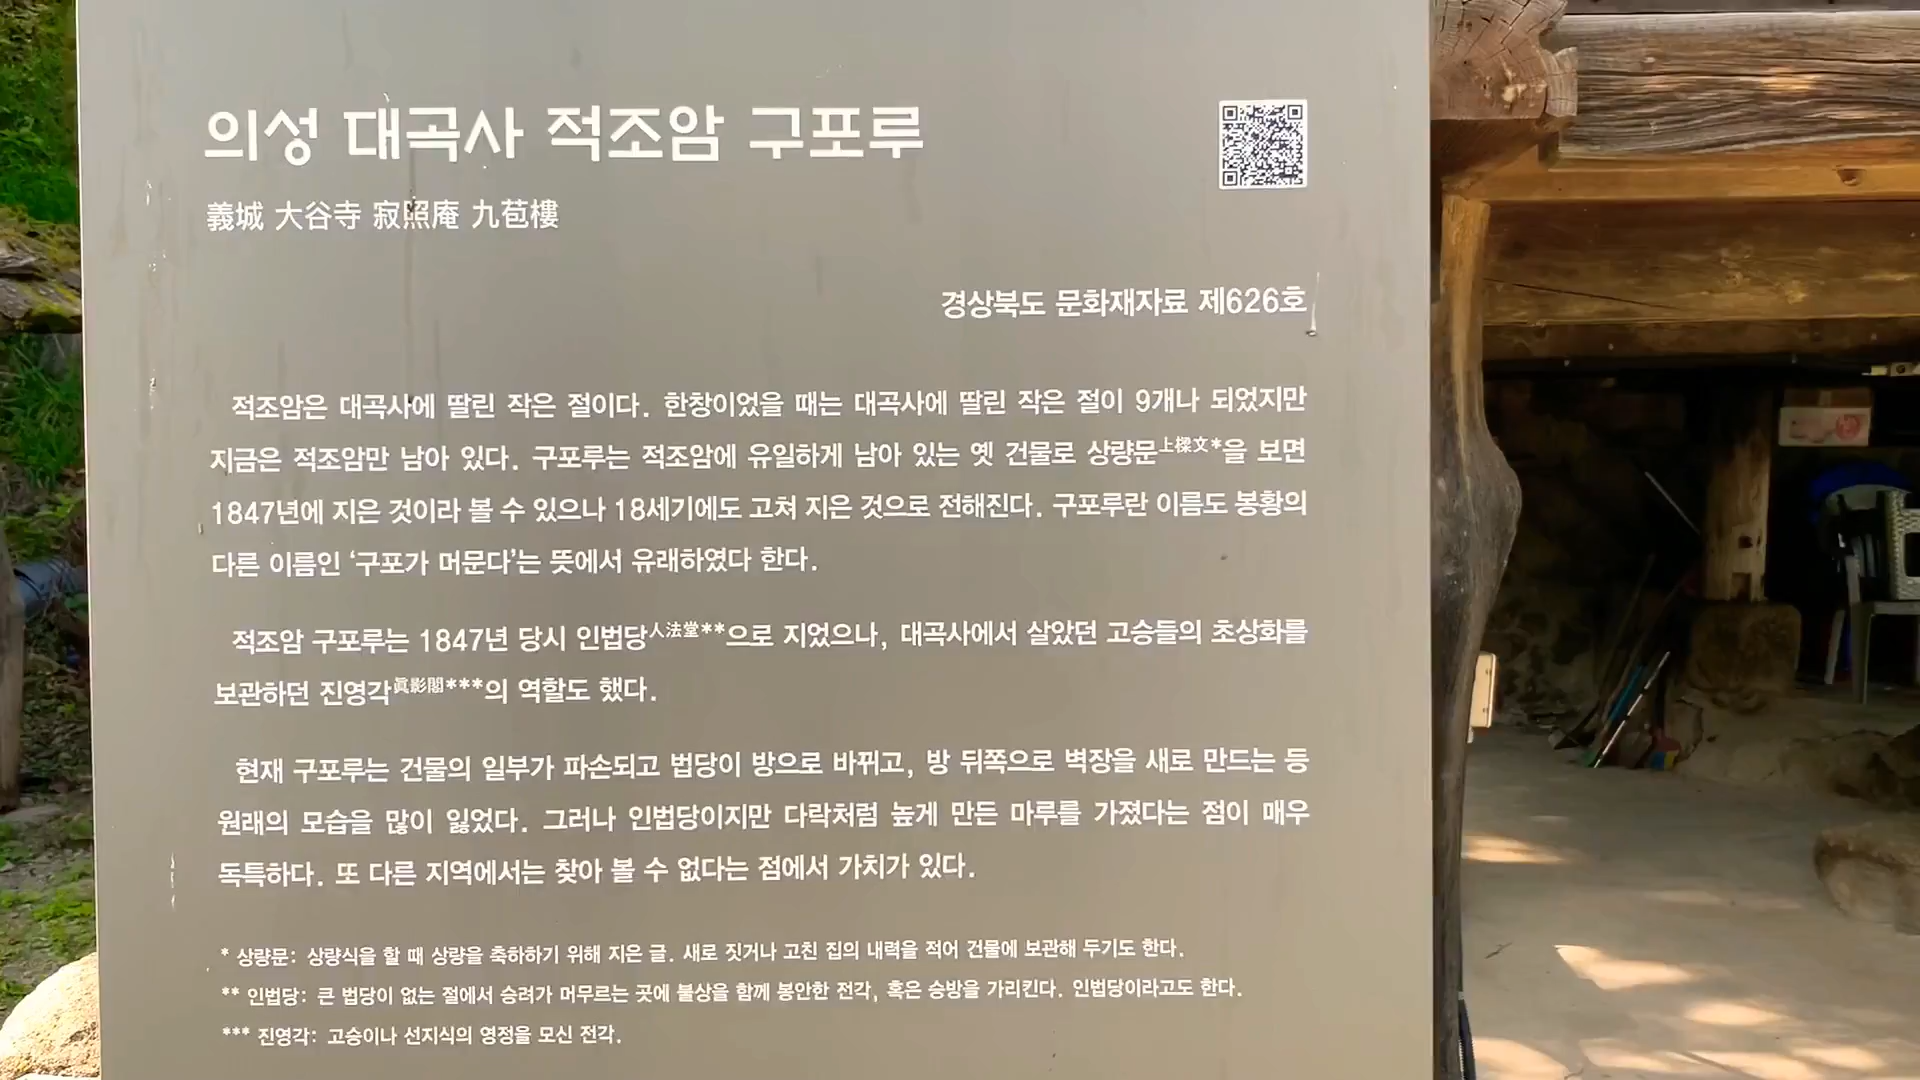 의성 대곡사 적조암 구포루
義城 大谷寺 寂照庵 九苞樓
경상북도 문화재자료 제626호
적조암은 대곡사에 딸린 작은 절이다. 한창이었을 때는 대곡사에 딸린 작은 절이 9개나 되었지만
지금은 적조암만 남아 있다. 구포루는 적조암에 유일하게 남아 있는 옛 건물로 상량문上樑文*을 보면
1847년에 지은 것이라 볼 수 있으나 18세기에도 고쳐 지은 것으로 전해진다. 구포루란 이름도 봉황의
다른 이름인 ‘구포가 머문다’는 뜻에서 유래하였다 한다.
적조암 구포루는 1847년 당시 인법당人法堂**으로 지었으나, 대곡사에서 살았던 고승들의 초상화를
보관하던 진영각眞影閣***의 역할도 했다.
현재 구포루는 건물의 일부가 파손되고 법당이 방으로 바뀌고, 방 뒤쪽으로 벽장을 새로 만드는 등
원래의 모습을 많이 잃었다. 그러나 인법당이지만 다락처럼 높게 만든 마루를 가졌다는 점이 매우
독특하다. 또 다른 지역에서는 찾아 볼 수 없다는 점에서 가치가 있다.
* 상량문: 상량식을 할 때 상량을 축하하기 위해 지은 글. 새로 짓거나 고친 집의 내력을 적어 건물에 보관해 두기도 한다.
** 인법당: 큰 법당이 없는 절에서 승려가 머무르는 곳에 불상을 함께 봉안한 전각, 혹은 승방을 가리킨다. 인법당이라고도 한다.
*** 진영각: 고승이나 선지식의 영정을 모신 전각.